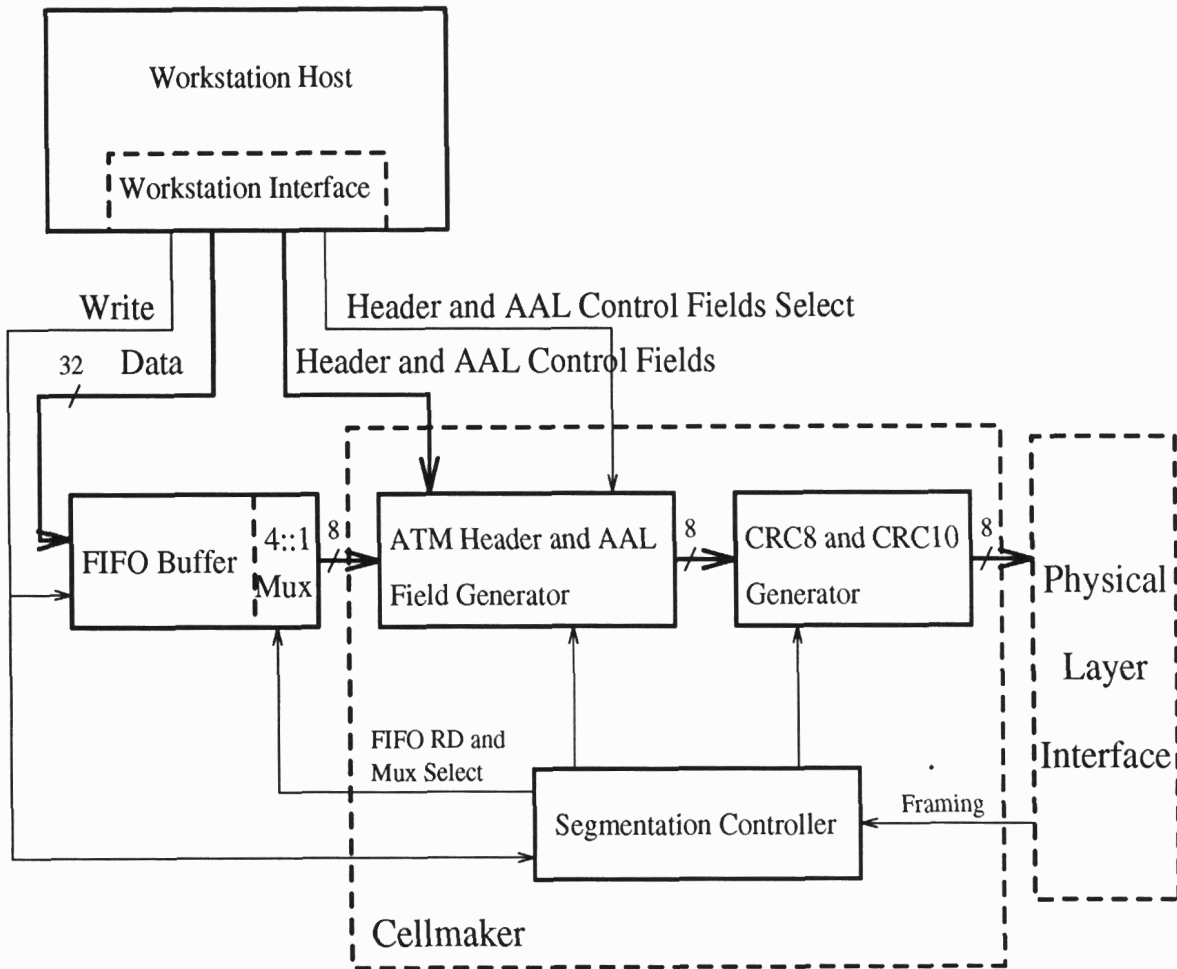 Workstation Host
Workstation Interface
Write
Header and AAL Control Fields Select
32
Data
Header and AAL Control Fields
FIFO Buffer
4::1
Mux
8
ATM Header and AAL
Field Generator
8
CRC8 and CRC10
Generator
8
Physical
Layer
Interface
FIFO RD and
Mux Select
Segmentation Controller
Framing
Cellmaker